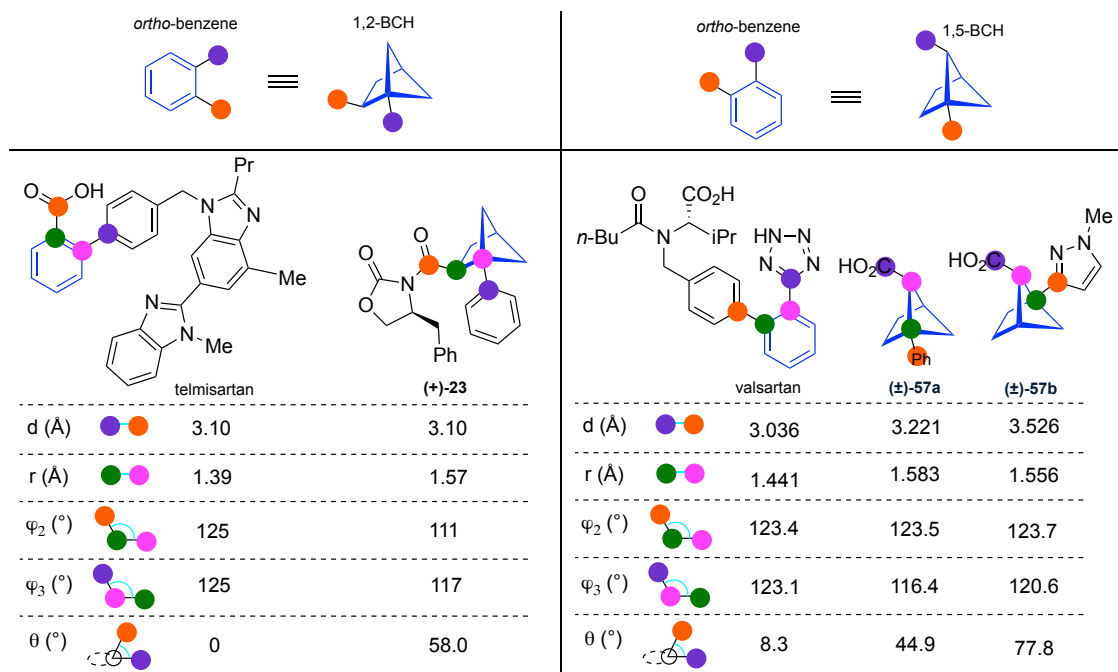 ortho-benzene
1,2-BCH
ortho-benzene
1,5-BCH
O
OH
Pr
N
N
Me
N
N
Me
telmisartan
O
O
N
O
Ph
(+)-23
O
CO₂H
n-Bu
N
iPr
HN
N
N
N
valsartan
HO₂C
Ph
(±)-57a
HO₂C
N
N
Me
(±)-57b
d (Å) 3.10 3.10
r (Å) 1.39 1.57
φ₂ (°) 125 111
φ₃ (°) 125 117
θ (°) 0 58.0
d (Å) 3.036 3.221 3.526
r (Å) 1.441 1.583 1.556
φ₂ (°) 123.4 123.5 123.7
φ₃ (°) 123.1 116.4 120.6
θ (°) 8.3 44.9 77.8